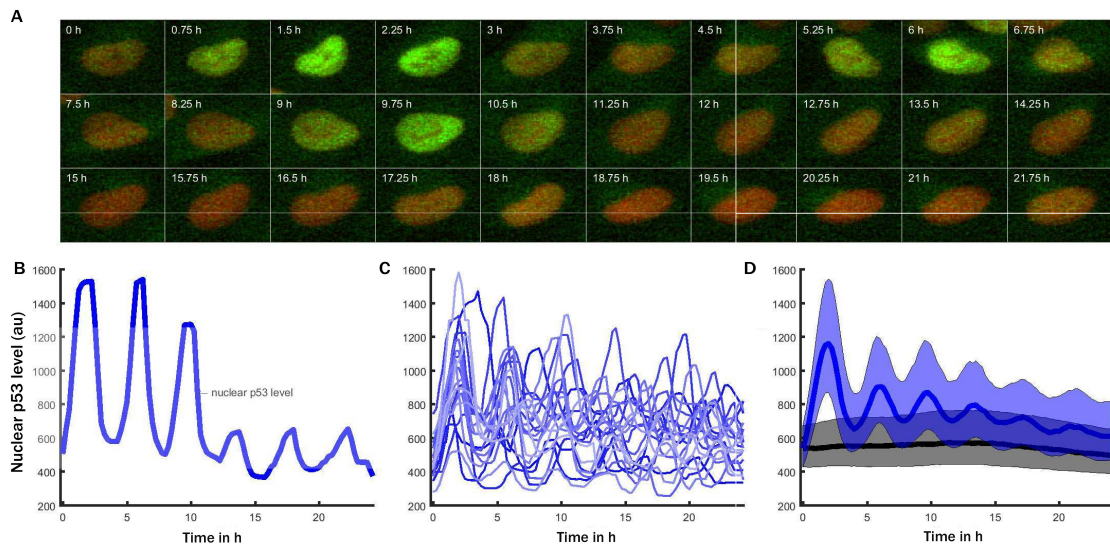 A
0 h 0.75 h 1.5 h 2.25 h 3 h 3.75 h 4.5 h 5.25 h 6 h 6.75 h
7.5 h 8.25 h 9 h 9.75 h 10.5 h 11.25 h 12 h 12.75 h 13.5 h 14.25 h
15 h 15.75 h 16.5 h 17.25 h 18 h 18.75 h 19.5 h 20.25 h 21 h 21.75 h
B
Nuclear p53 level (au)
1600
1400
1200
1000
800
600
400
200
nuclear p53 level
0 5 10 15 20
Time in h
C
1600
1400
1200
1000
800
600
400
200
0 5 10 15 20
Time in h
D
1600
1400
1200
1000
800
600
400
200
0 5 10 15 20
Time in h